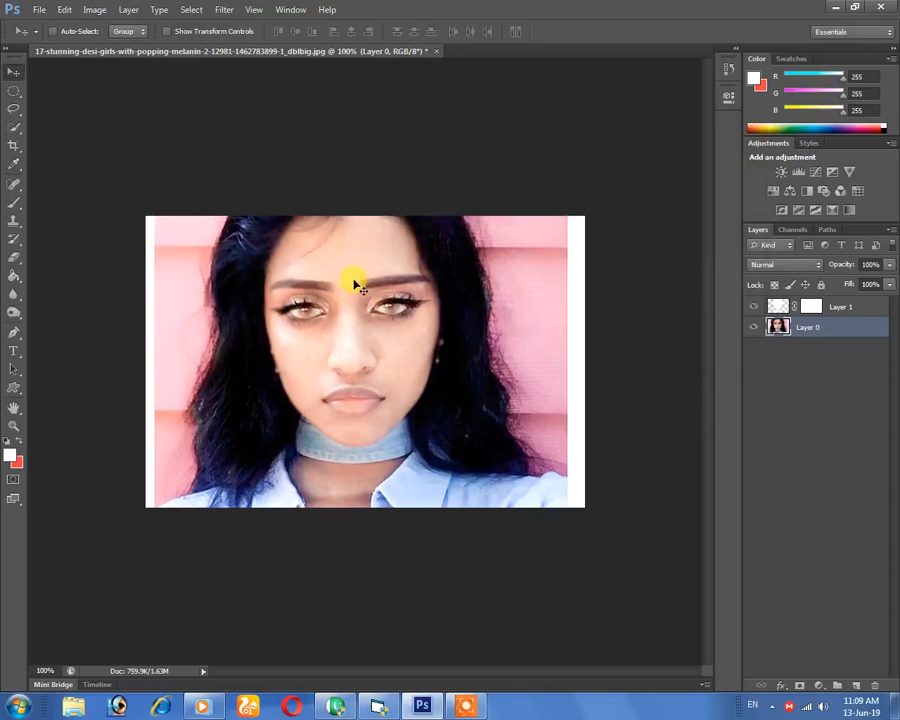 Ps File Edit Image Layer Type Select Filter View Window Help
Auto-Select: Group Show Transform Controls Essentials
17-stunning-desi-girls-with-popping-melanin-2-12981-1462783899-1_dblbig.jpg @ 100% (Layer 0, RGB/8*) * ×
Color Swatches
R 255
G 255
B 255
Adjustments Styles
Add an adjustment
Layers Channels Paths
Kind
Normal Opacity: 100%
Lock: Fill: 100%
Layer 1
Layer 0
fx
100% Doc: 759.9K/1.63M
Mini Bridge Timeline
Ps EN 11:09 AM
13-Jun-19